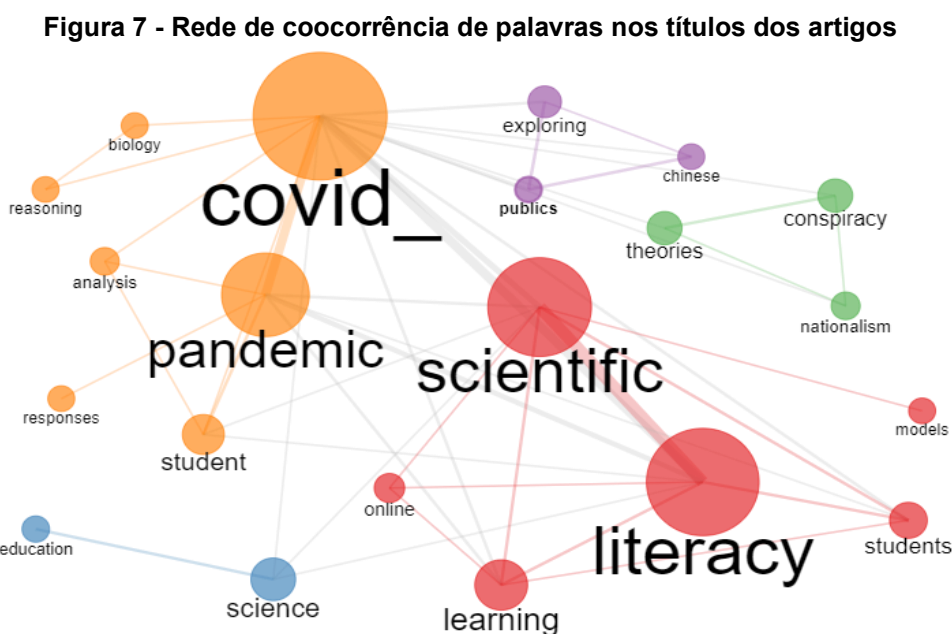 Figura 7 - Rede de coocorrência de palavras nos títulos dos artigos
biology
exploring
reasoning
covid_
publics
chinese
conspiracy
theories
analysis
nationalism
pandemic
scientific
responses
models
student
online
education
literacy
students
science
learning